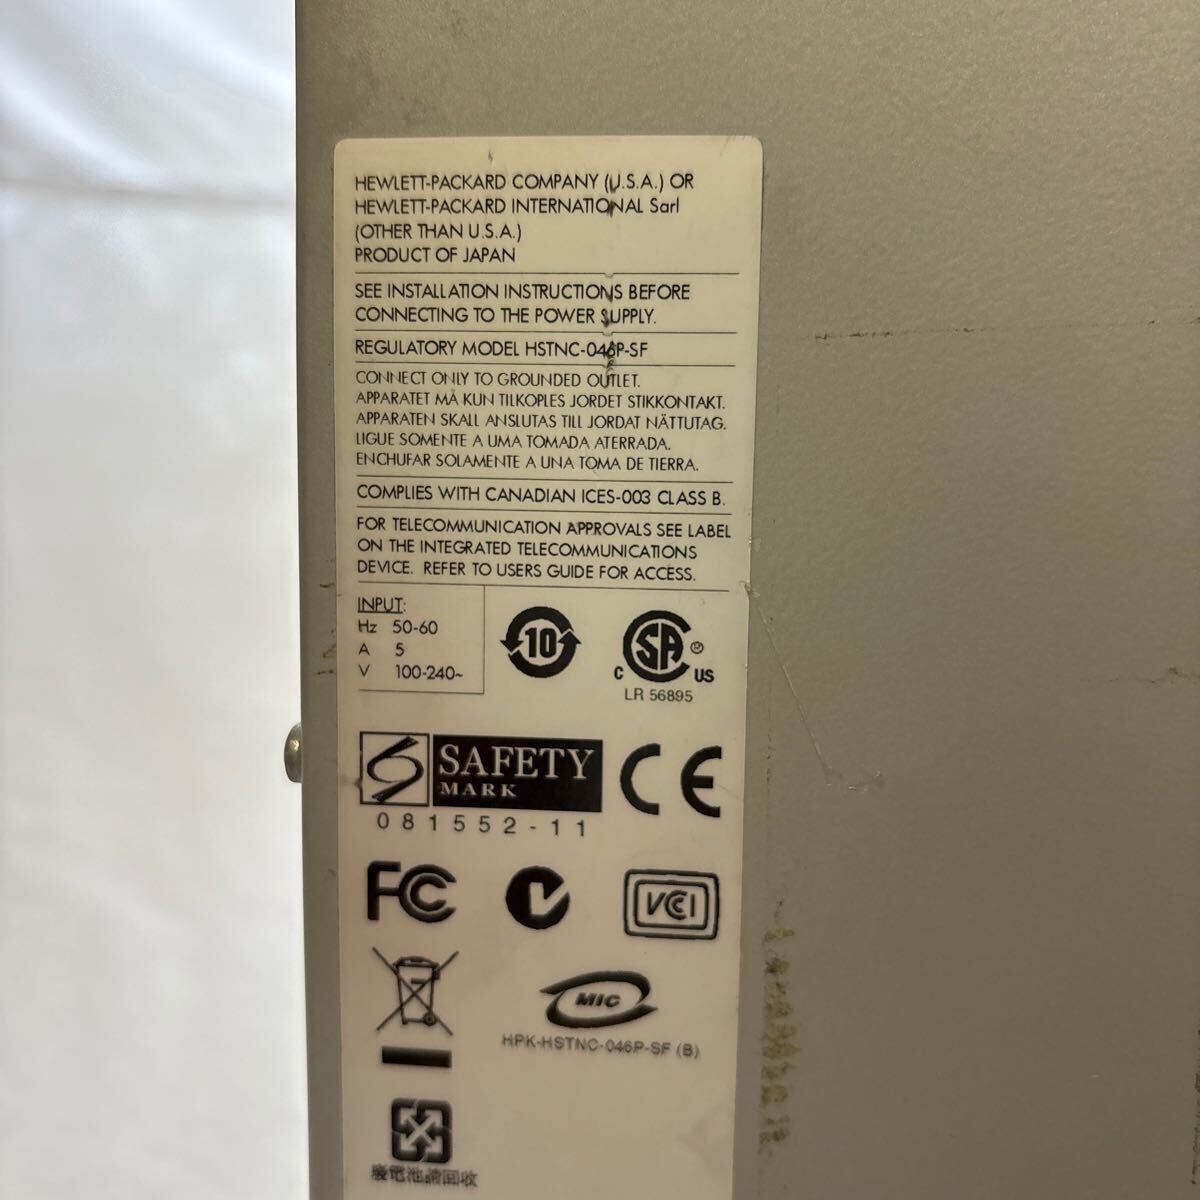 HEWLETT-PACKARD COMPANY (U.S.A.) OR
HEWLETT-PACKARD INTERNATIONAL Sarl
(OTHER THAN U.S.A.)
PRODUCT OF JAPAN
SEE INSTALLATION INSTRUCTIONS BEFORE
CONNECTING TO THE POWER SUPPLY.
REGULATORY MODEL HSTNC-046P-SF
CONNECT ONLY TO GROUNDED OUTLET.
APPARATET MÅ KUN TILKOPLES JORDET STIKKONTAKT.
APPARATEN SKALL ANSLUTAS TILL JORDAT NÄTTUTAG.
LIGUE SOMENTE A UMA TOMADA ATERRADA.
ENCHUFAR SOLAMENTE A UNA TOMA DE TIERRA.
COMPLIES WITH CANADIAN ICES-003 CLASS B.
FOR TELECOMMUNICATION APPROVALS SEE LABEL
ON THE INTEGRATED TELECOMMUNICATIONS
DEVICE. REFER TO USERS GUIDE FOR ACCESS.
INPUT:
Hz 50-60
A 5
V 100-240~
10
C SA ® US
LR 56895
SAFETY
MARK
081552-11
CE
FC
VCCI
MIC
HPK-HSTNC-046P-SF (B)
廢電池請回收